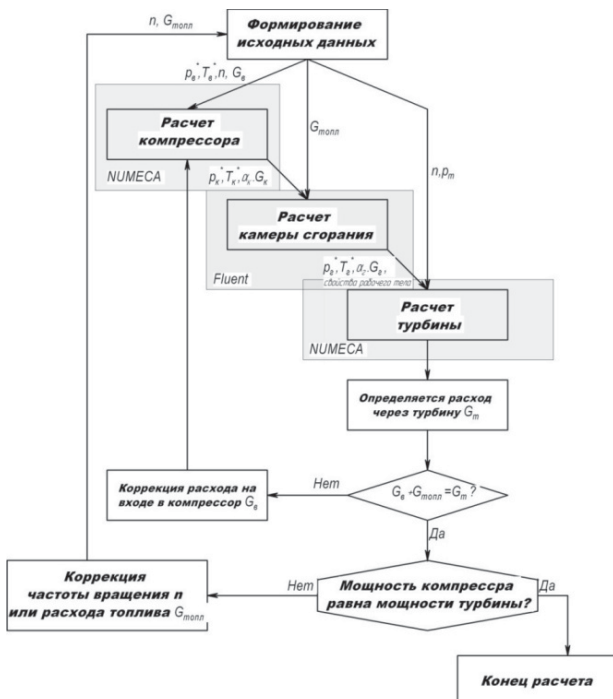 Формирование
исходных данных
n, Gтопл
pв*,Tв*,n, Gв
Расчет
компрессора
NUMECA
Gтопл
n,pт
pк*,Tк*,αк.Gк
Расчет
камеры сгорания
Fluent
pг*,Tг*,αг.Gг,
свойства рабочего тела
Расчет
турбины
NUMECA
Определяется расход
через турбину Gт
Gв+Gтопл=Gт?
Нет
Коррекция расхода на
входе в компрессор Gв
Да
Мощность компрессра
равна мощности турбины?
Нет
Да
Коррекция
частоты вращения n
или расхода топлива Gтопл
Конец расчета